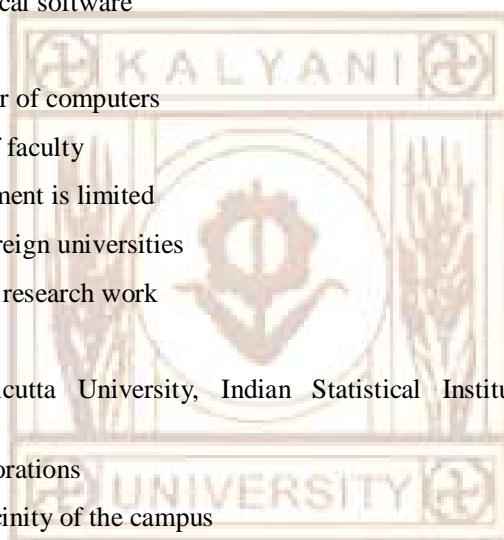 cal software
KALYANI
r of computers
faculty
ment is limited
reign universities
research work
cutta University, Indian Statistical Institu
orations
UNIVERSITY
cinity of the campus